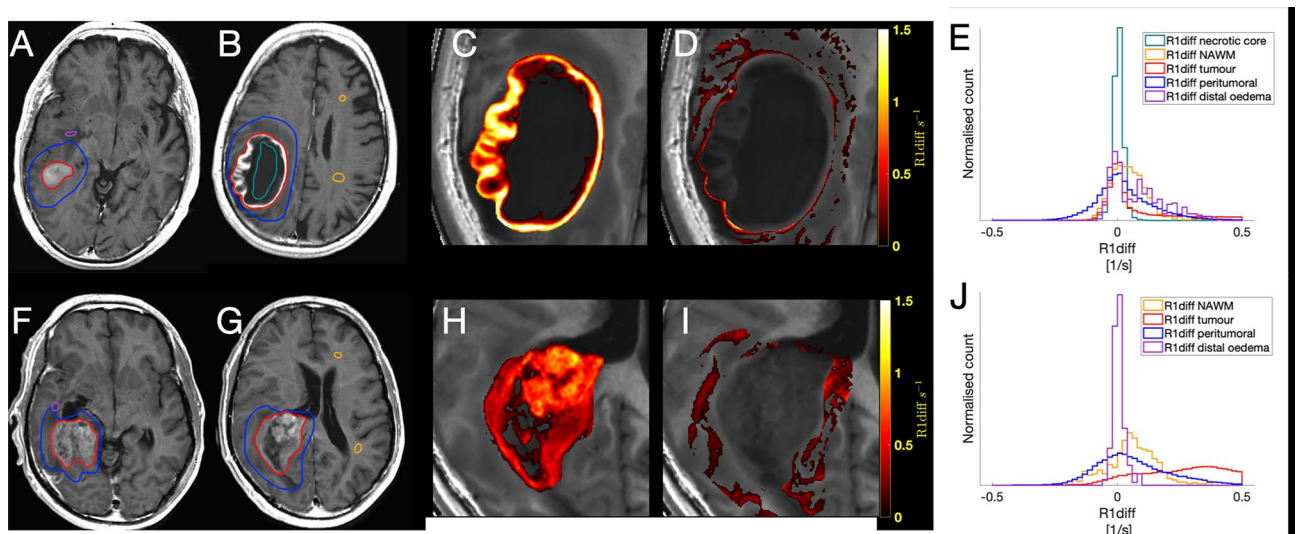 A
B
C
D
1.5
1
0.5
0
R1diff s⁻¹
E
R1diff necrotic core
R1diff NAWM
R1diff tumour
R1diff peritumoral
R1diff distal oedema
Normalised count
-0.5
0
0.5
R1diff
[1/s]
F
G
H
I
1.5
1
0.5
0
R1diff s⁻¹
J
R1diff NAWM
R1diff tumour
R1diff peritumoral
R1diff distal oedema
Normalised count
-0.5
0
0.5
R1diff
[1/s]